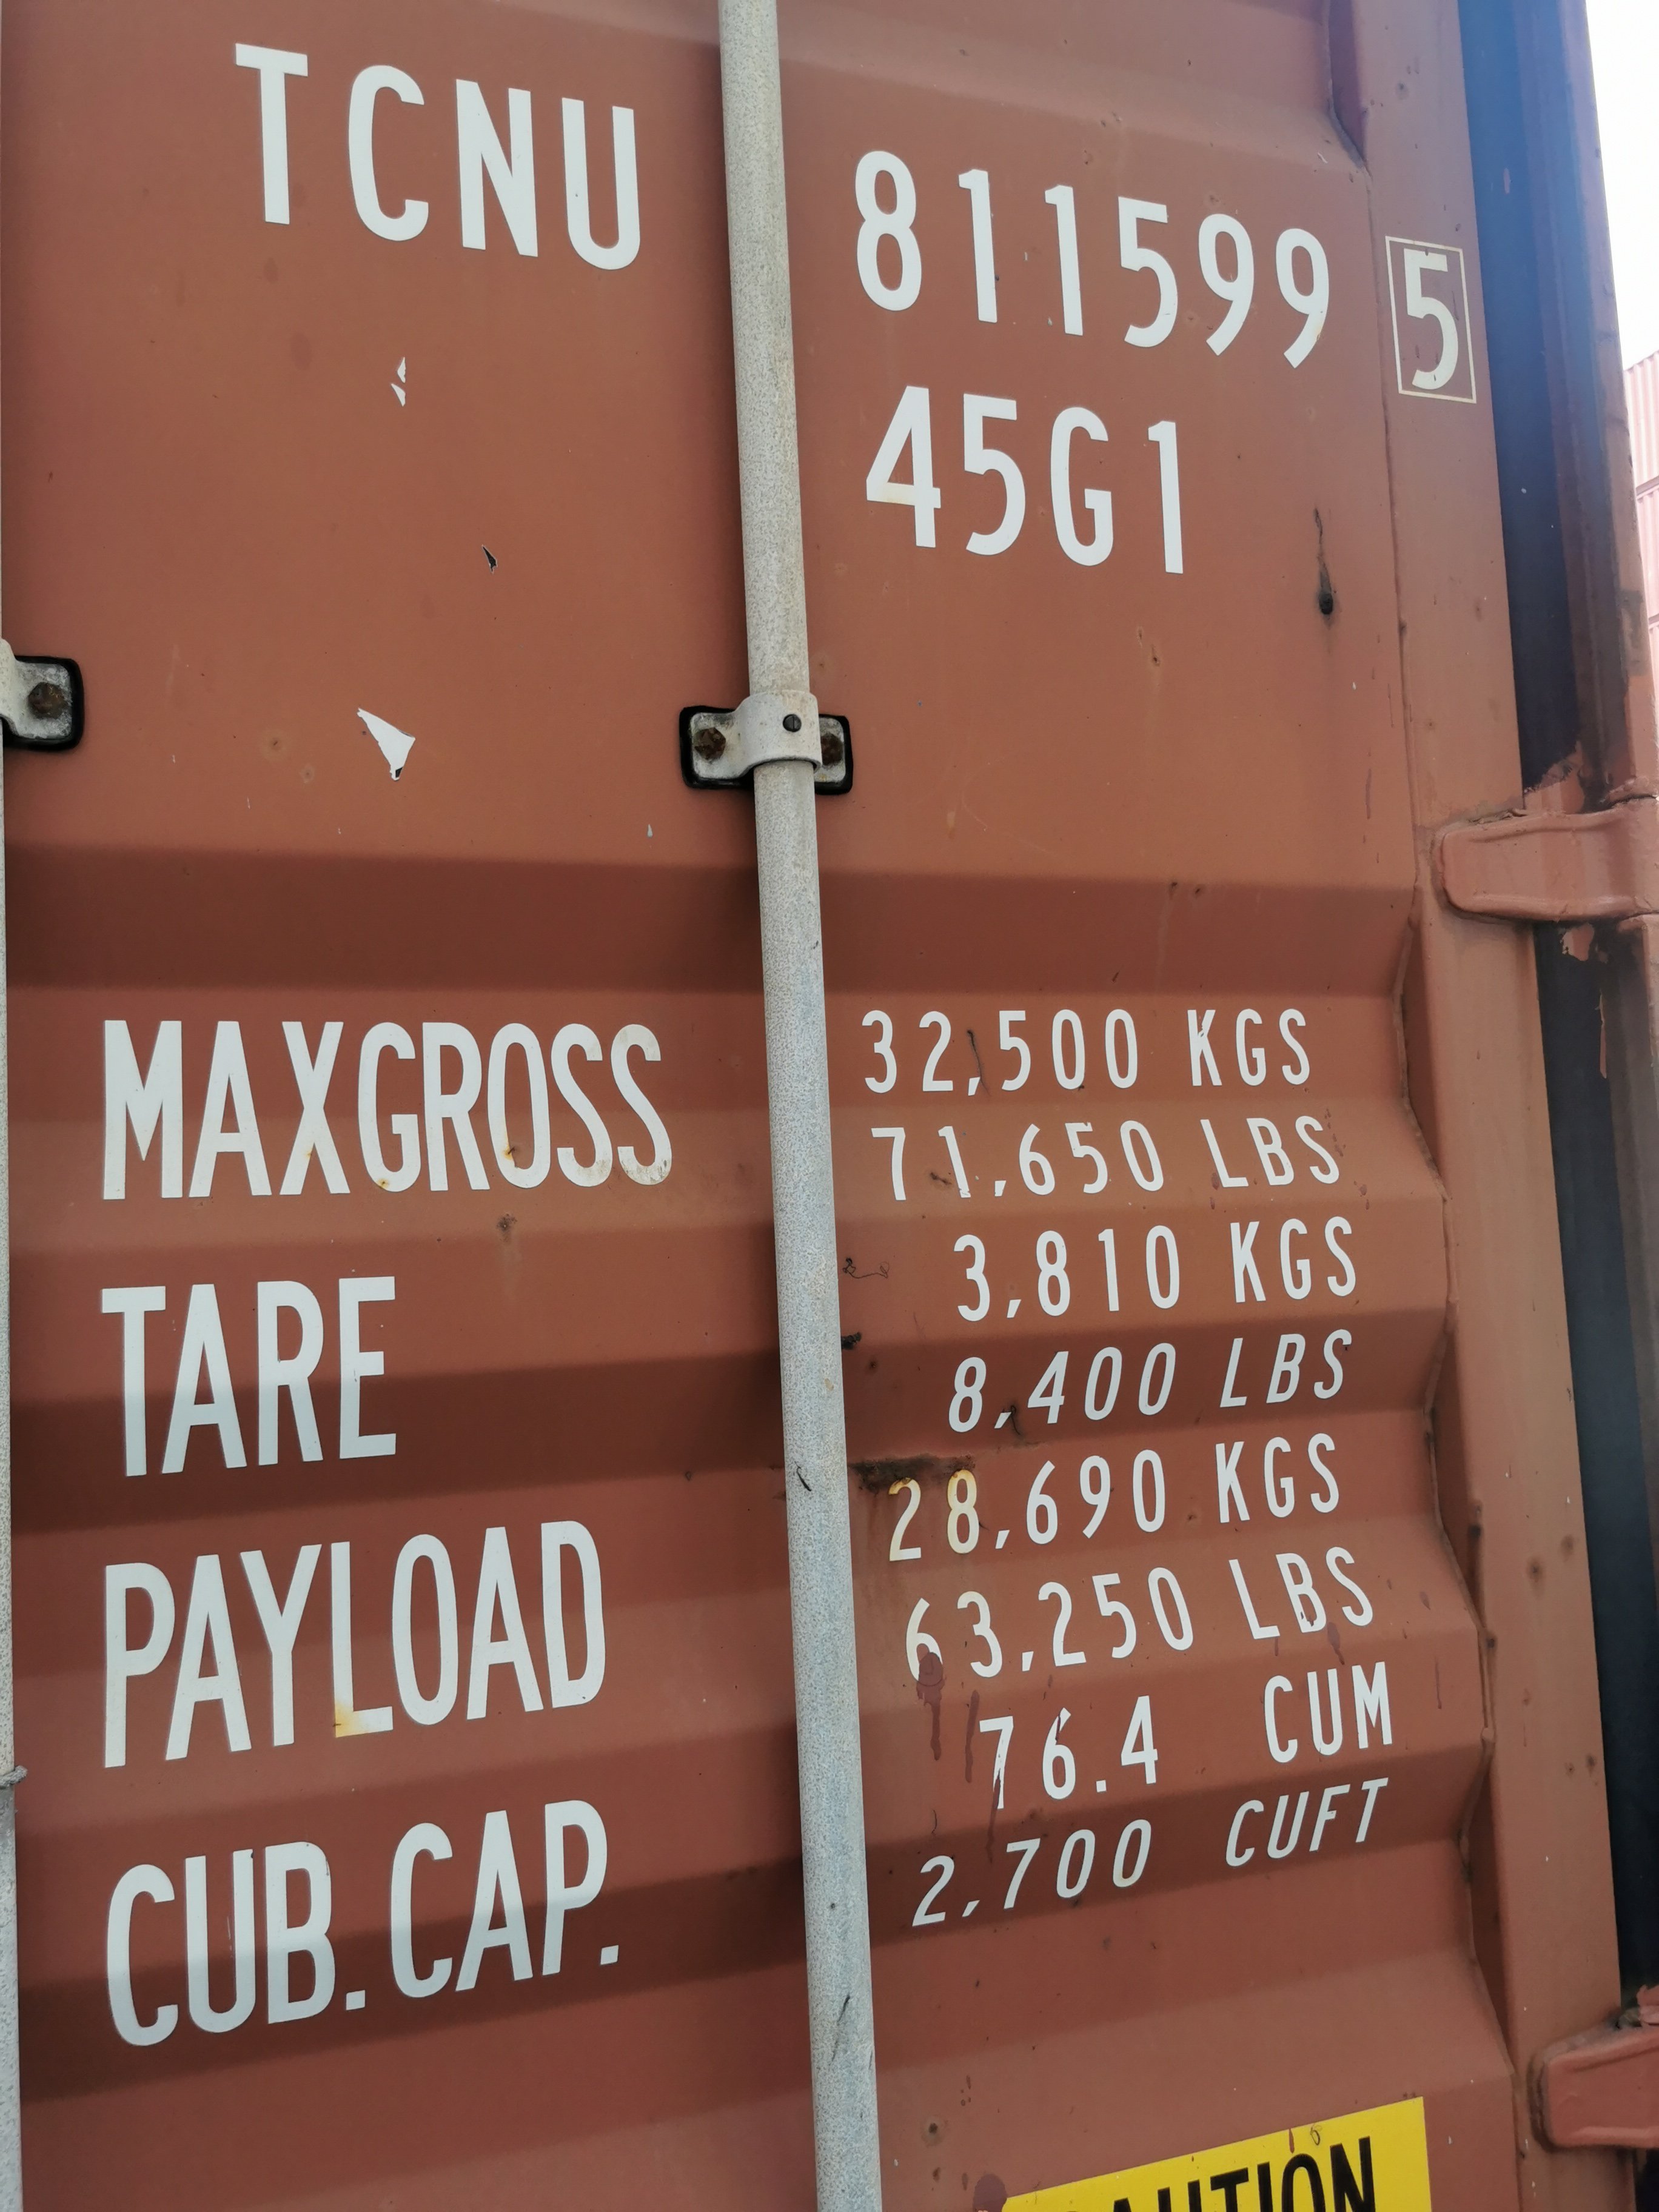 TCNU 811599 5
45G1
MAXGROSS 32,500 KGS
71,650 LBS
TARE 3,810 KGS
8,400 LBS
PAYLOAD 28,690 KGS
63,250 LBS
CUB.CAP. 76.4 CUM
2,700 CUFT
CAUTION